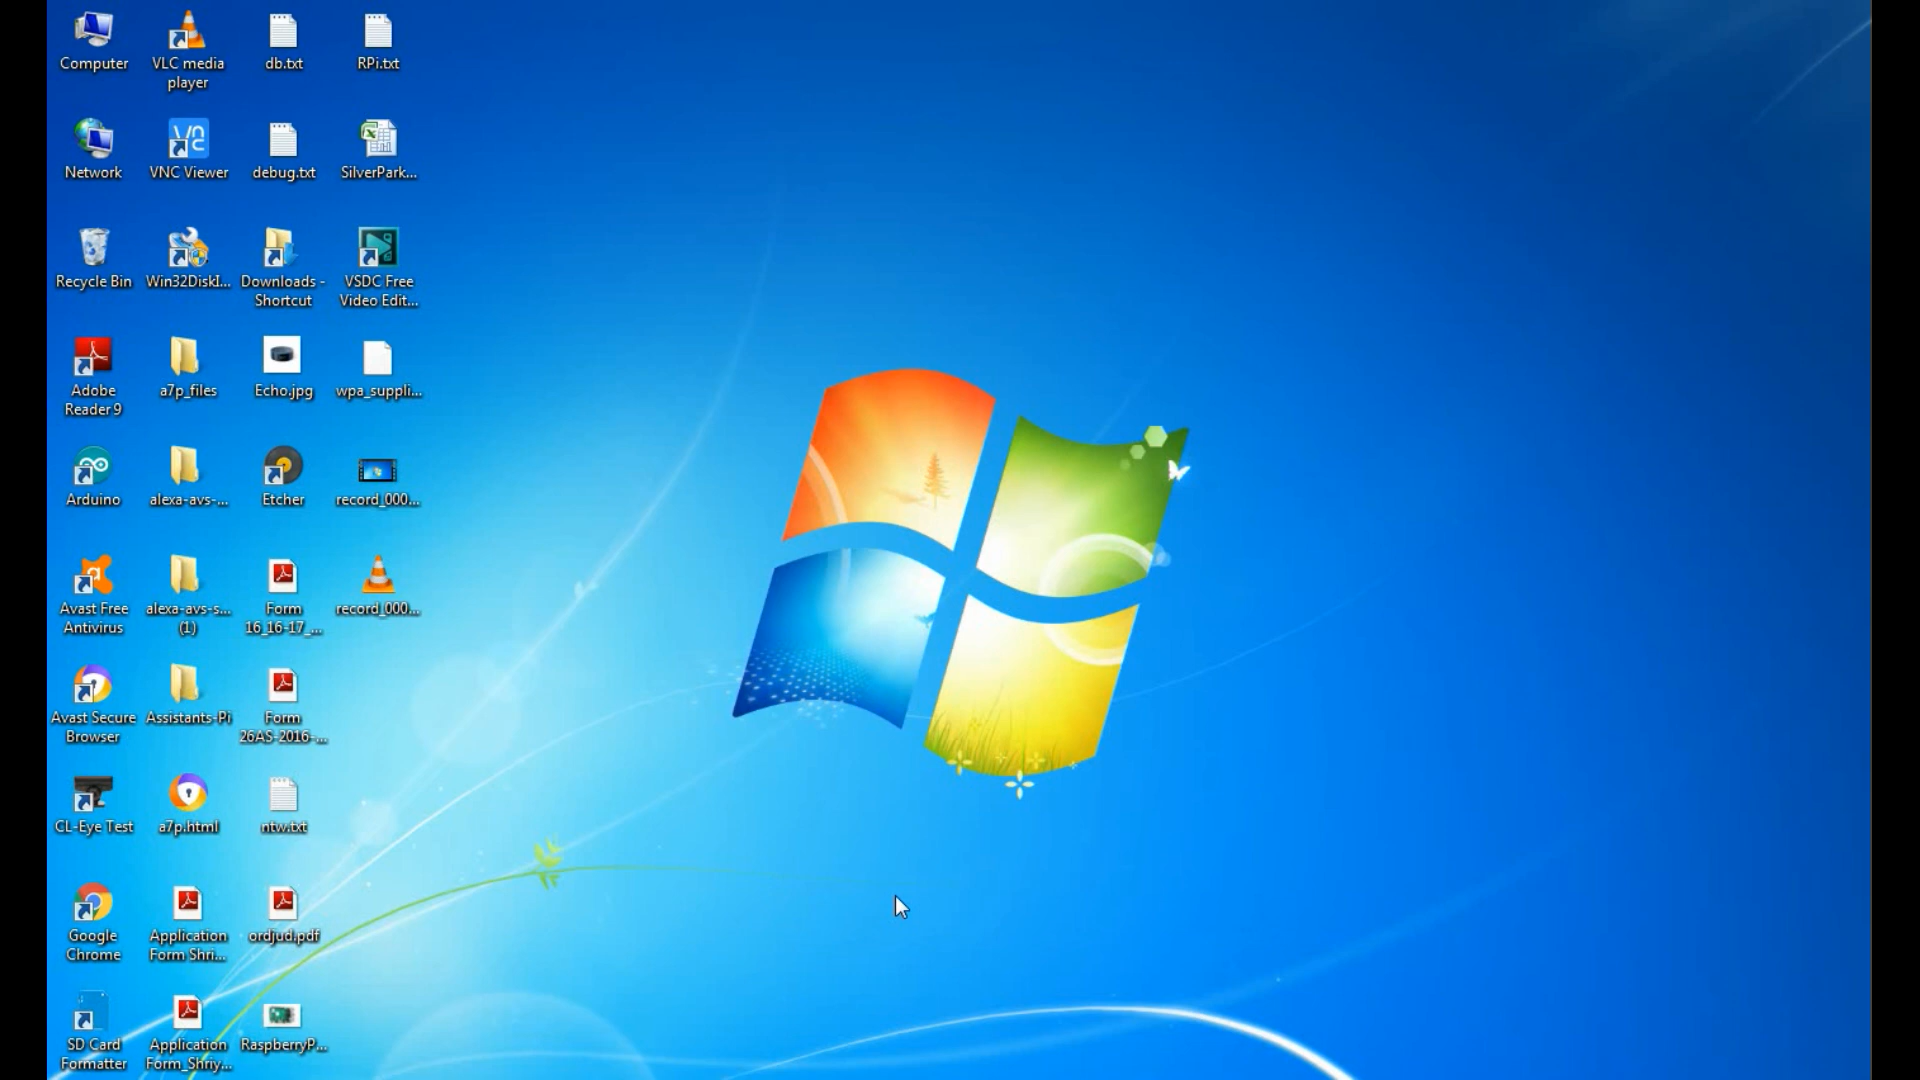 Computer
VLC media
player
db.txt
RPi.txt
Network
VNC Viewer
debug.txt
SilverPark...
Recycle Bin
Win32DiskI...
Downloads -
Shortcut
VSDC Free
Video Edit...
Adobe
Reader 9
a7p_files
Echo.jpg
wpa_suppli...
Arduino
alexa-avs-...
Etcher
record_000...
Avast Free
Antivirus
alexa-avs-s...
(1)
Form
16_16-17_...
record_000...
Avast Secure
Browser
Assistants-Pi
Form
26AS-2016-...
CL-Eye Test
a7p.html
ntw.txt
Google
Chrome
Application
Form Shri...
ordjud.pdf
SD Card
Formatter
Application
Form_Shriy...
RaspberryP...